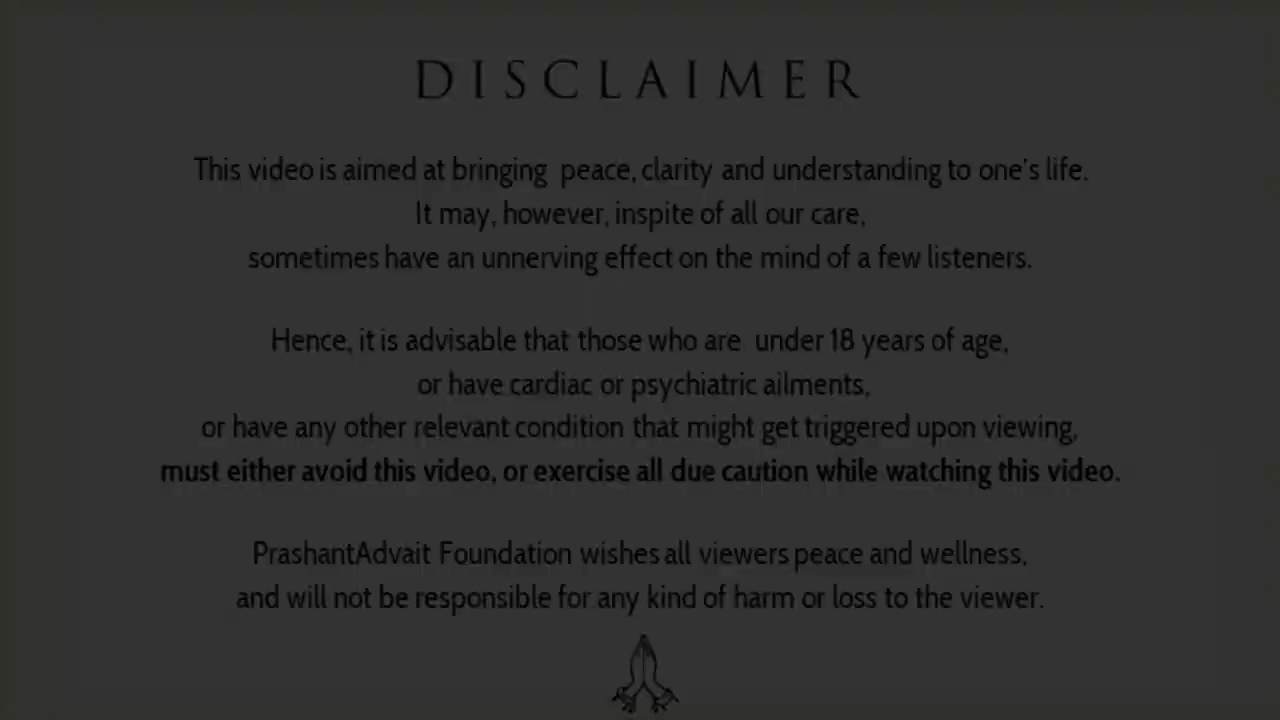 DISCLAIMER
This video is aimed at bringing peace, clarity and understanding to one's life.
It may, however, inspite of all our care,
sometimes have an unnerving effect on the mind of a few listeners.
Hence, it is advisable that those who are under 18 years of age,
or have cardiac or psychiatric ailments,
or have any other relevant condition that might get triggered upon viewing,
must either avoid this video, or exercise all due caution while watching this video.
PrashantAdvait Foundation wishes all viewers peace and wellness,
and will not be responsible for any kind of harm or loss to the viewer.